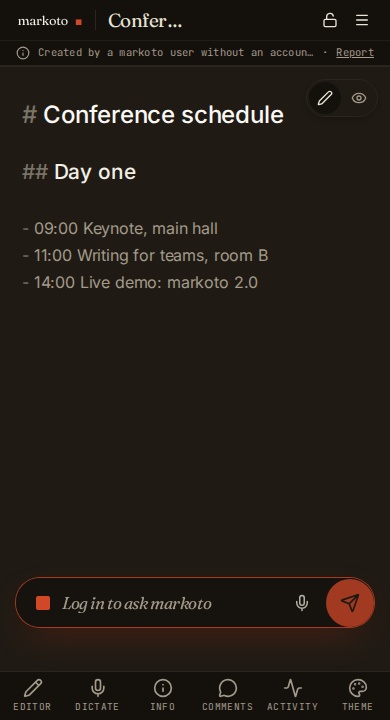 markoto
Confer...
Created by a markoto user without an accoun… · Report
# Conference schedule
## Day one
- 09:00 Keynote, main hall
- 11:00 Writing for teams, room B
- 14:00 Live demo: markoto 2.0
Log in to ask markoto
EDITOR DICTATE INFO COMMENTS ACTIVITY THEME